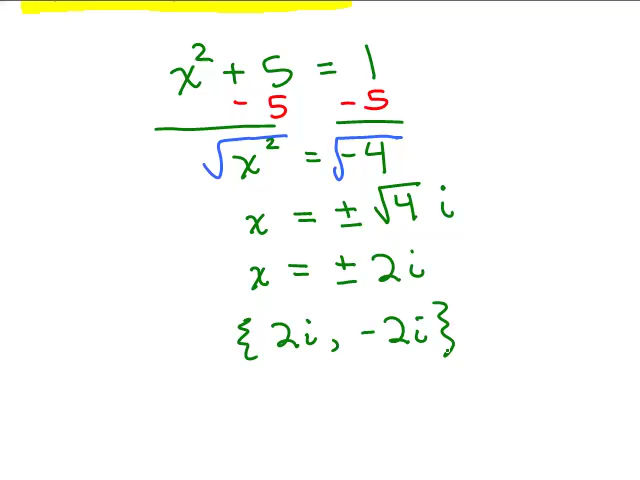 x² + 5 = 1
- 5 - 5
√x² = √-4
x = ± √4 i
x = ± 2i
{ 2i, -2i }